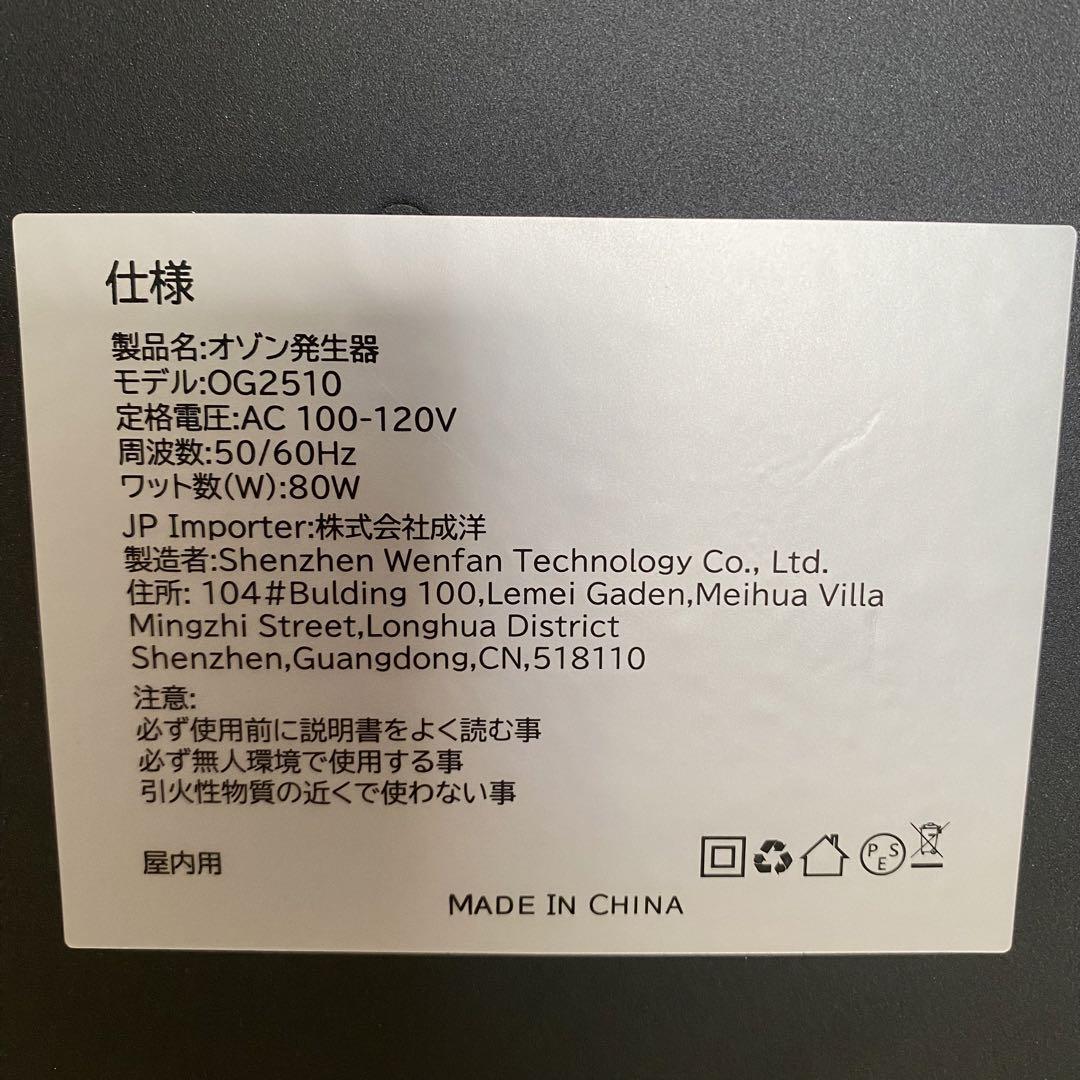 仕様
製品名:オゾン発生器
モデル:OG2510
定格電圧:AC 100-120V
周波数:50/60Hz
ワット数(W):80W
JP Importer:株式会社成洋
製造者:Shenzhen Wenfan Technology Co., Ltd.
住所: 104#Bulding 100,Lemei Gaden,Meihua Villa
Mingzhi Street,Longhua District
Shenzhen,Guangdong,CN,518110
注意:
必ず使用前に説明書をよく読む事
必ず無人環境で使用する事
引火性物質の近くで使わない事
屋内用
PSE
MADE IN CHINA